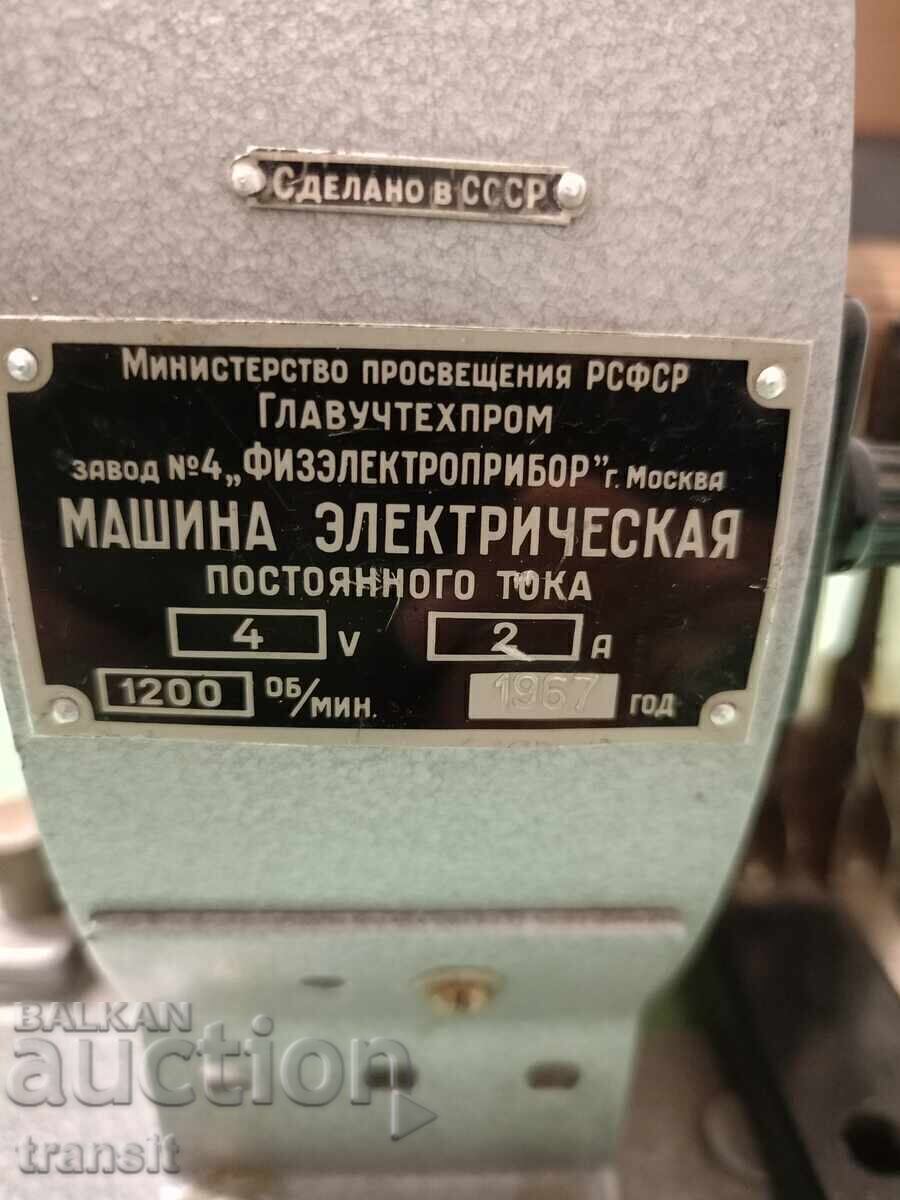 СДЕЛАНО В СССР
МИНИСТЕРСТВО ПРОСВЕЩЕНИЯ РСФСР
ГЛАВУЧТЕХПРОМ
ЗАВОД №4 „ФИЗЭЛЕКТРОПРИБОР" Г. МОСКВА
МАШИНА ЭЛЕКТРИЧЕСКАЯ
ПОСТОЯННОГО ТОКА
4 V 2 A
1200 ОБ/МИН. 1967 ГОД
BALKAN
auction
transit